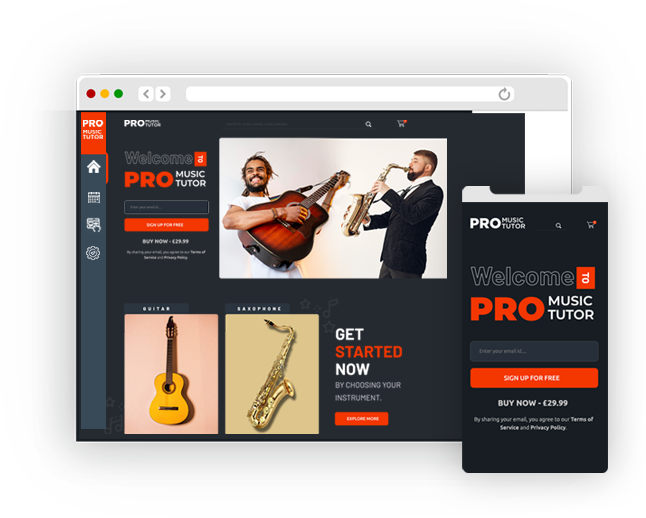 PRO
MUSIC
TUTOR
PRO MUSIC
TUTOR
Welcome TO
PRO MUSIC
TUTOR
Enter your email id...
SIGN UP FOR FREE
BUY NOW - £29.99
By sharing your email, you agree to our Terms of
Service and Privacy Policy.
GUITAR
SAXOPHONE
GET
STARTED
NOW
BY CHOOSING YOUR
INSTRUMENT.
EXPLORE MORE
PRO MUSIC
TUTOR
Welcome TO
PRO MUSIC
TUTOR
Enter your email id...
SIGN UP FOR FREE
BUY NOW - £29.99
By sharing your email, you agree to our Terms of
Service and Privacy Policy.